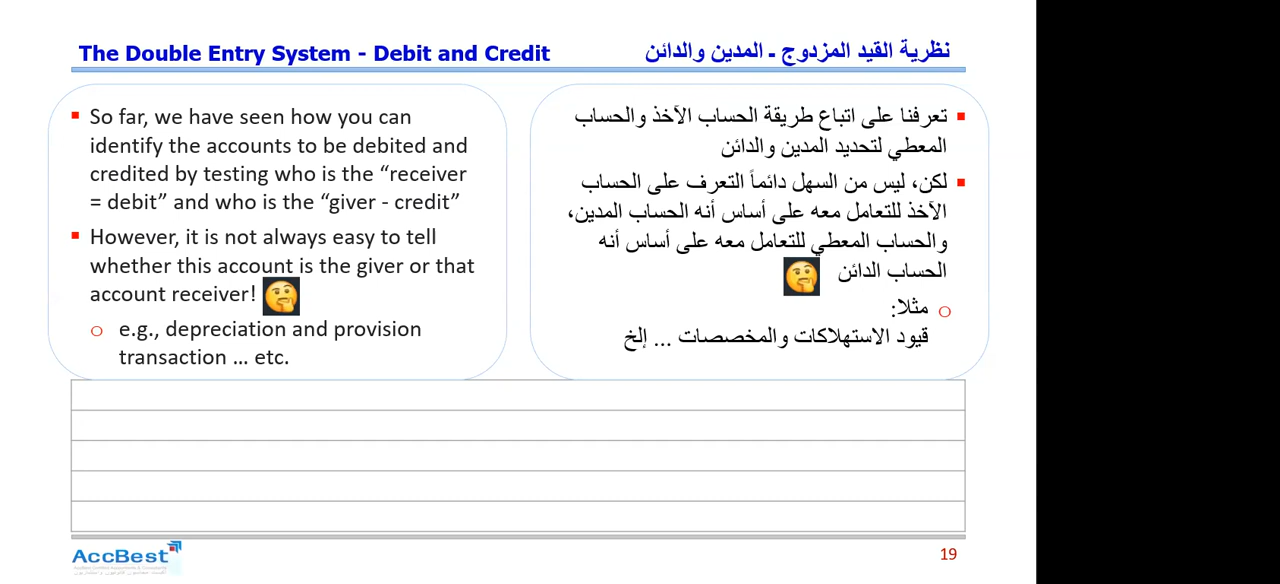 The Double Entry System - Debit and Credit
نظرية القيد المزدوج - المدين والدائن
So far, we have seen how you can
identify the accounts to be debited and
credited by testing who is the “receiver
= debit” and who is the “giver - credit”
However, it is not always easy to tell
whether this account is the giver or that
account receiver!
o e.g., depreciation and provision
transaction ... etc.
تعرفنا على اتباع طريقة الحساب الآخذ والحساب
المعطي لتحديد المدين والدائن
لكن، ليس من السهل دائماً التعرف على الحساب
الآخذ للتعامل معه على أساس أنه الحساب المدين،
والحساب المعطي للتعامل معه على أساس أنه
الحساب الدائن
o مثلا:
قيود الاستهلاكات والمخصصات ... إلخ
AccBest
19